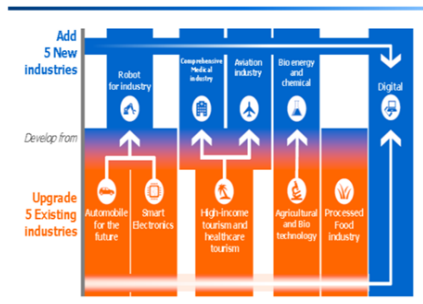 Add
5 New
industries
Robot
for industry
Comprehensive
Medical
industry
Aviation
industry
Bio energy
and
chemical
Digital
Develop from
Upgrade
5 Existing
industries
Automobile
for the
future
Smart
Electronics
High-income
tourism and
healthcare
tourism
Agricultural
and Bio
technology
Processed
Food
industry